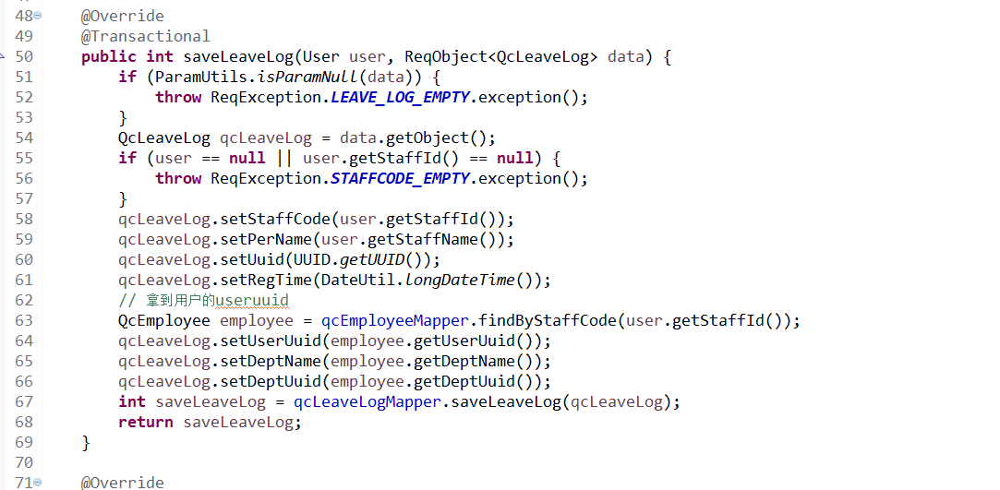 48 @Override
49 @Transactional
50 public int saveLeaveLog(User user, ReqObject<QcLeaveLog> data) {
51 if (ParamUtils.isParamNull(data)) {
52 throw ReqException.LEAVE_LOG_EMPTY.exception();
53 }
54 QcLeaveLog qcLeaveLog = data.getObject();
55 if (user == null || user.getStaffId() == null) {
56 throw ReqException.STAFFCODE_EMPTY.exception();
57 }
58 qcLeaveLog.setStaffCode(user.getStaffId());
59 qcLeaveLog.setPerName(user.getStaffName());
60 qcLeaveLog.setUuid(UUID.getUUID());
61 qcLeaveLog.setRegTime(DateUtil.longDateTime());
62 // 拿到用户的useruuid
63 QcEmployee employee = qcEmployeeMapper.findByStaffCode(user.getStaffId());
64 qcLeaveLog.setUserUuid(employee.getUserUuid());
65 qcLeaveLog.setDeptName(employee.getDeptName());
66 qcLeaveLog.setDeptUuid(employee.getDeptUuid());
67 int saveLeaveLog = qcLeaveLogMapper.saveLeaveLog(qcLeaveLog);
68 return saveLeaveLog;
69 }
70
71 @Override